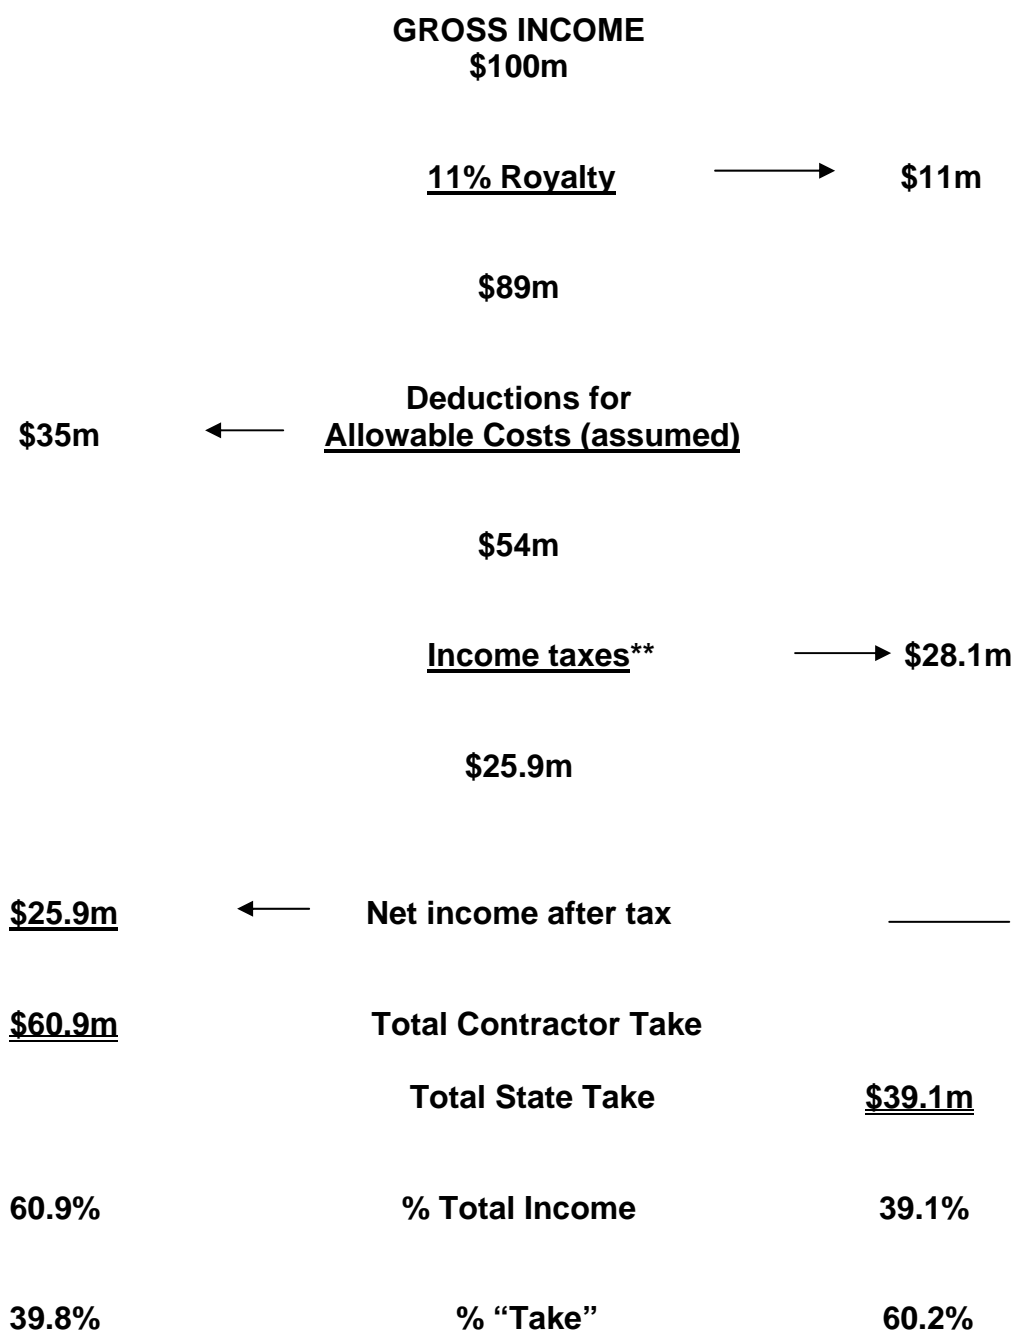 GROSS INCOME
$100m
11% Royalty $11m
$89m
Deductions for
$35m Allowable Costs (assumed)
$54m
Income taxes** $28.1m
$25.9m
$25.9m Net income after tax
$60.9m Total Contractor Take
Total State Take $39.1m
60.9% % Total Income 39.1%
39.8% % “Take” 60.2%